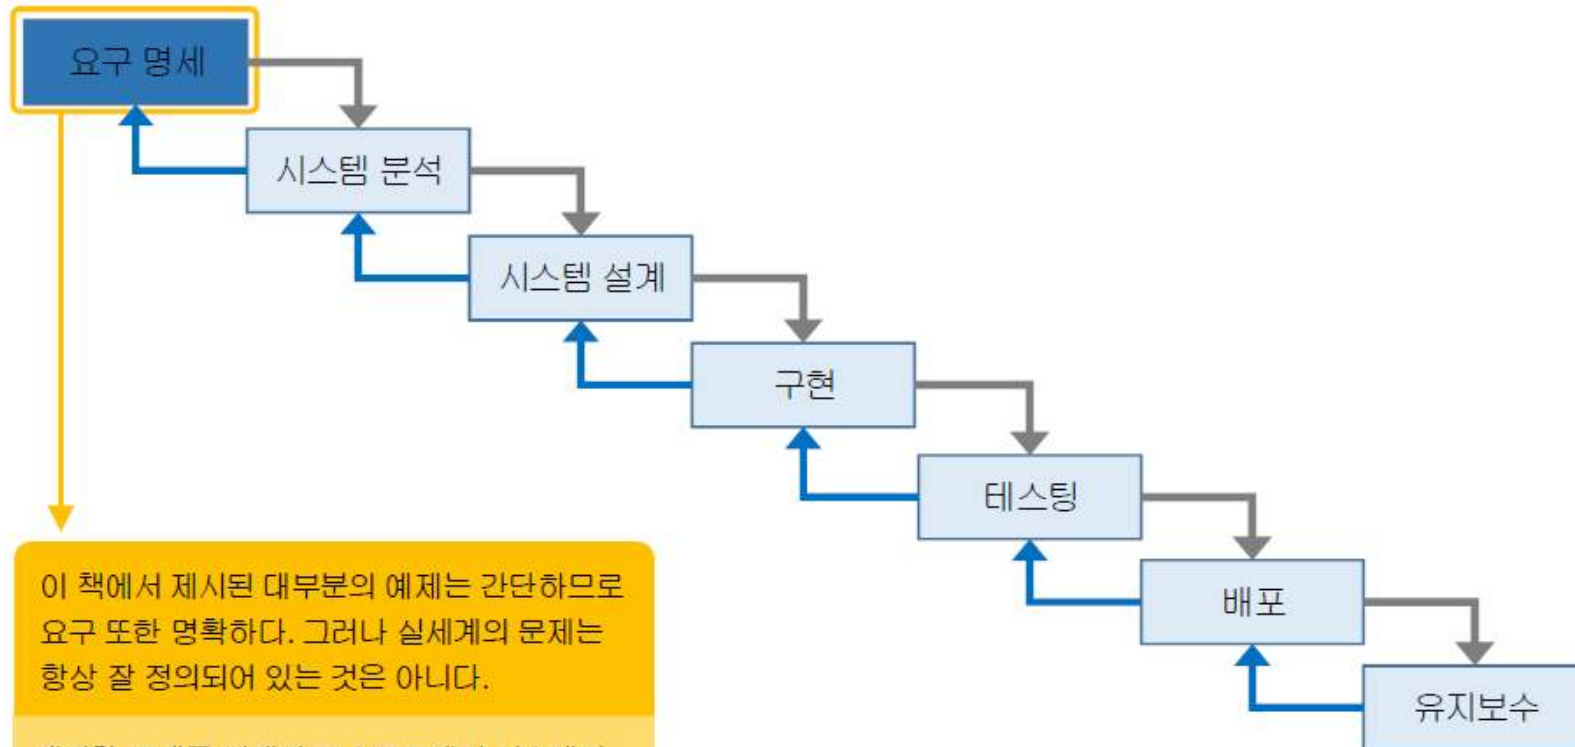 요구 명세
시스템 분석
시스템 설계
구현
테스팅
배포
유지보수
이 책에서 제시된 대부분의 예제는 간단하므로
요구 또한 명확하다. 그러나 실세계의 문제는
항상 잘 정의되어 있는 것은 아니다.